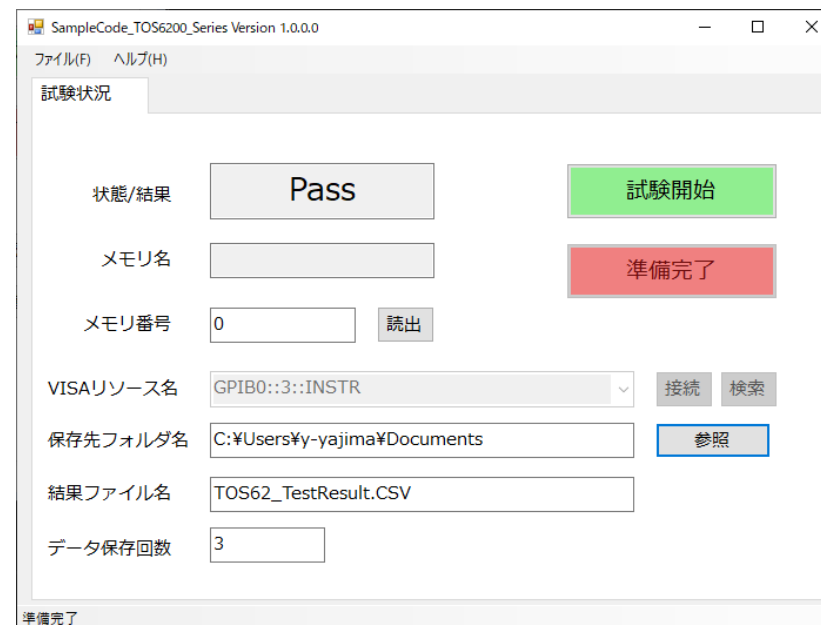 SampleCode_TOS6200_Series Version 1.0.0.0
ファイル(F) ヘルプ(H)
試験状況
状態/結果 Pass 試験開始
メモリ名 準備完了
メモリ番号 0 読出
VISAリソース名 GPIB0::3::INSTR 接続 検索
保存先フォルダ名 C:¥Users¥y-yajima¥Documents 参照
結果ファイル名 TOS62_TestResult.CSV
データ保存回数 3
準備完了